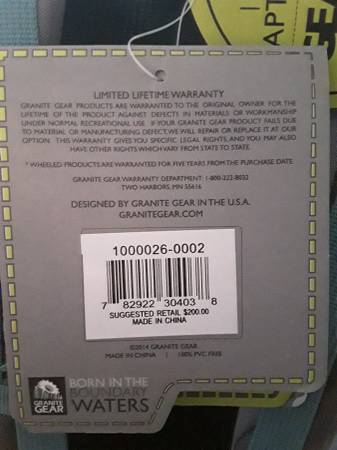 APT
LIMITED LIFETIME WARRANTY
GRANITE GEAR PRODUCTS ARE WARRANTED TO THE ORIGINAL OWNER FOR THE
LIFETIME OF THE PRODUCT AGAINST DEFECTS IN MATERIALS OR WORKMANSHIP
UNDER NORMAL RECREATIONAL USE. IF YOUR GRANITE GEAR PRODUCT FAILS DUE
TO MATERIAL OR MANUFACTURING DEFECT, WE WILL REPAIR OR REPLACE IT AT OUR
OPTION. THIS WARRANTY GIVES YOU SPECIFIC LEGAL RIGHTS, AND YOU MAY ALSO
HAVE OTHER RIGHTS WHICH VARY FROM STATE TO STATE.
* WHEELED PRODUCTS ARE WARRANTED FOR FIVE YEARS FROM THE PURCHASE DATE
GRANITE GEAR WARRANTY DEPARTMENT: 1-800-222-8032
TWO HARBORS, MN 55616
DESIGNED BY GRANITE GEAR IN THE U.S.A.
GRANITEGEAR.COM
1000026-0002
7 82922 30403 8
SUGGESTED RETAIL $200.00
MADE IN CHINA
©2014 GRANITE GEAR
MADE IN CHINA | 100% PVC FREE
GRANITE GEAR
BORN IN THE
BOUNDARY
WATERS